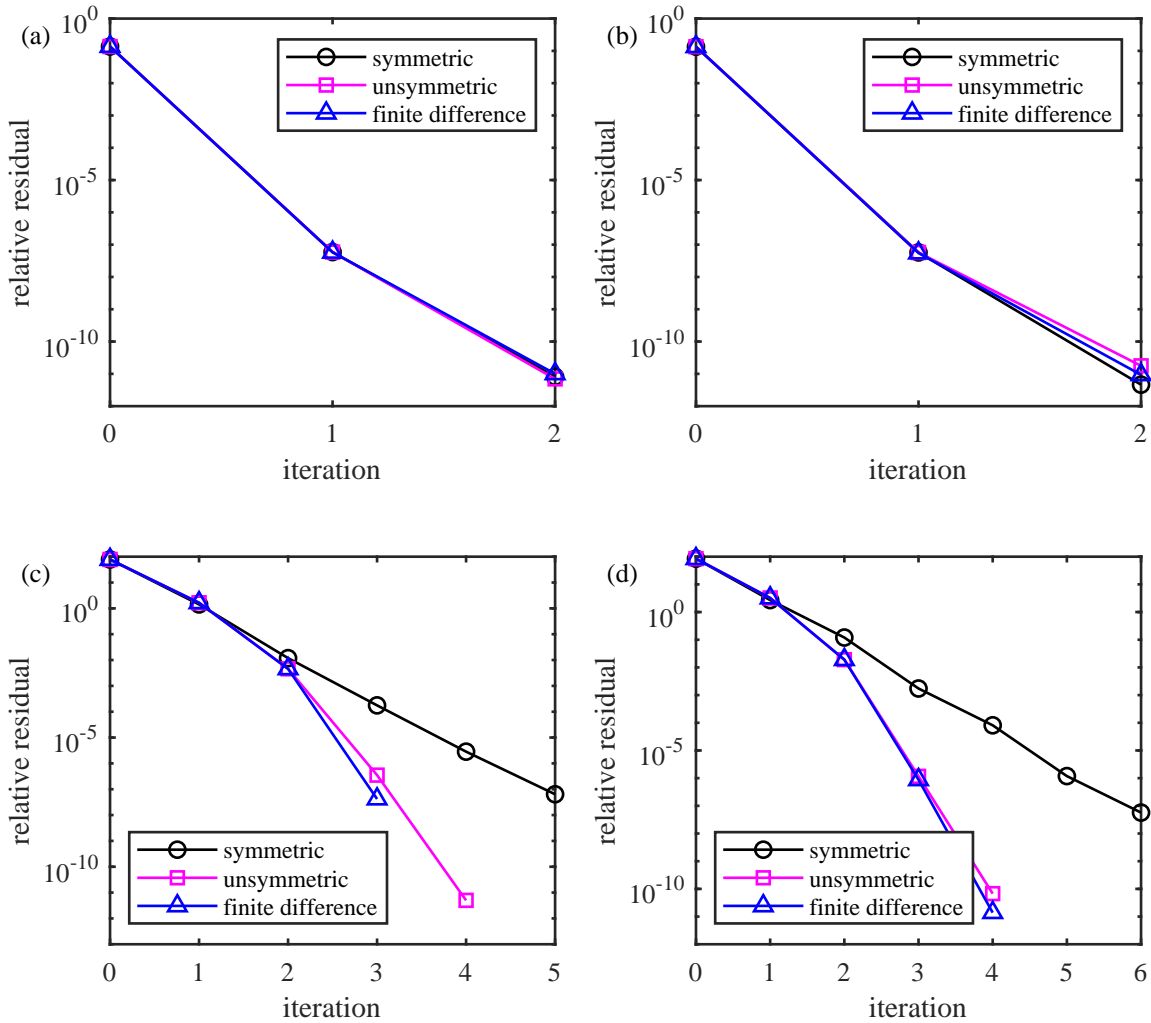 (a)
10^0
10^-5
10^-10
relative residual
symmetric
unsymmetric
finite difference
0 1 2
iteration
(b)
10^0
10^-5
10^-10
relative residual
symmetric
unsymmetric
finite difference
0 1 2
iteration
(c)
10^0
10^-5
10^-10
relative residual
symmetric
unsymmetric
finite difference
0 1 2 3 4 5
iteration
(d)
10^0
10^-5
10^-10
relative residual
symmetric
unsymmetric
finite difference
0 1 2 3 4 5 6
iteration